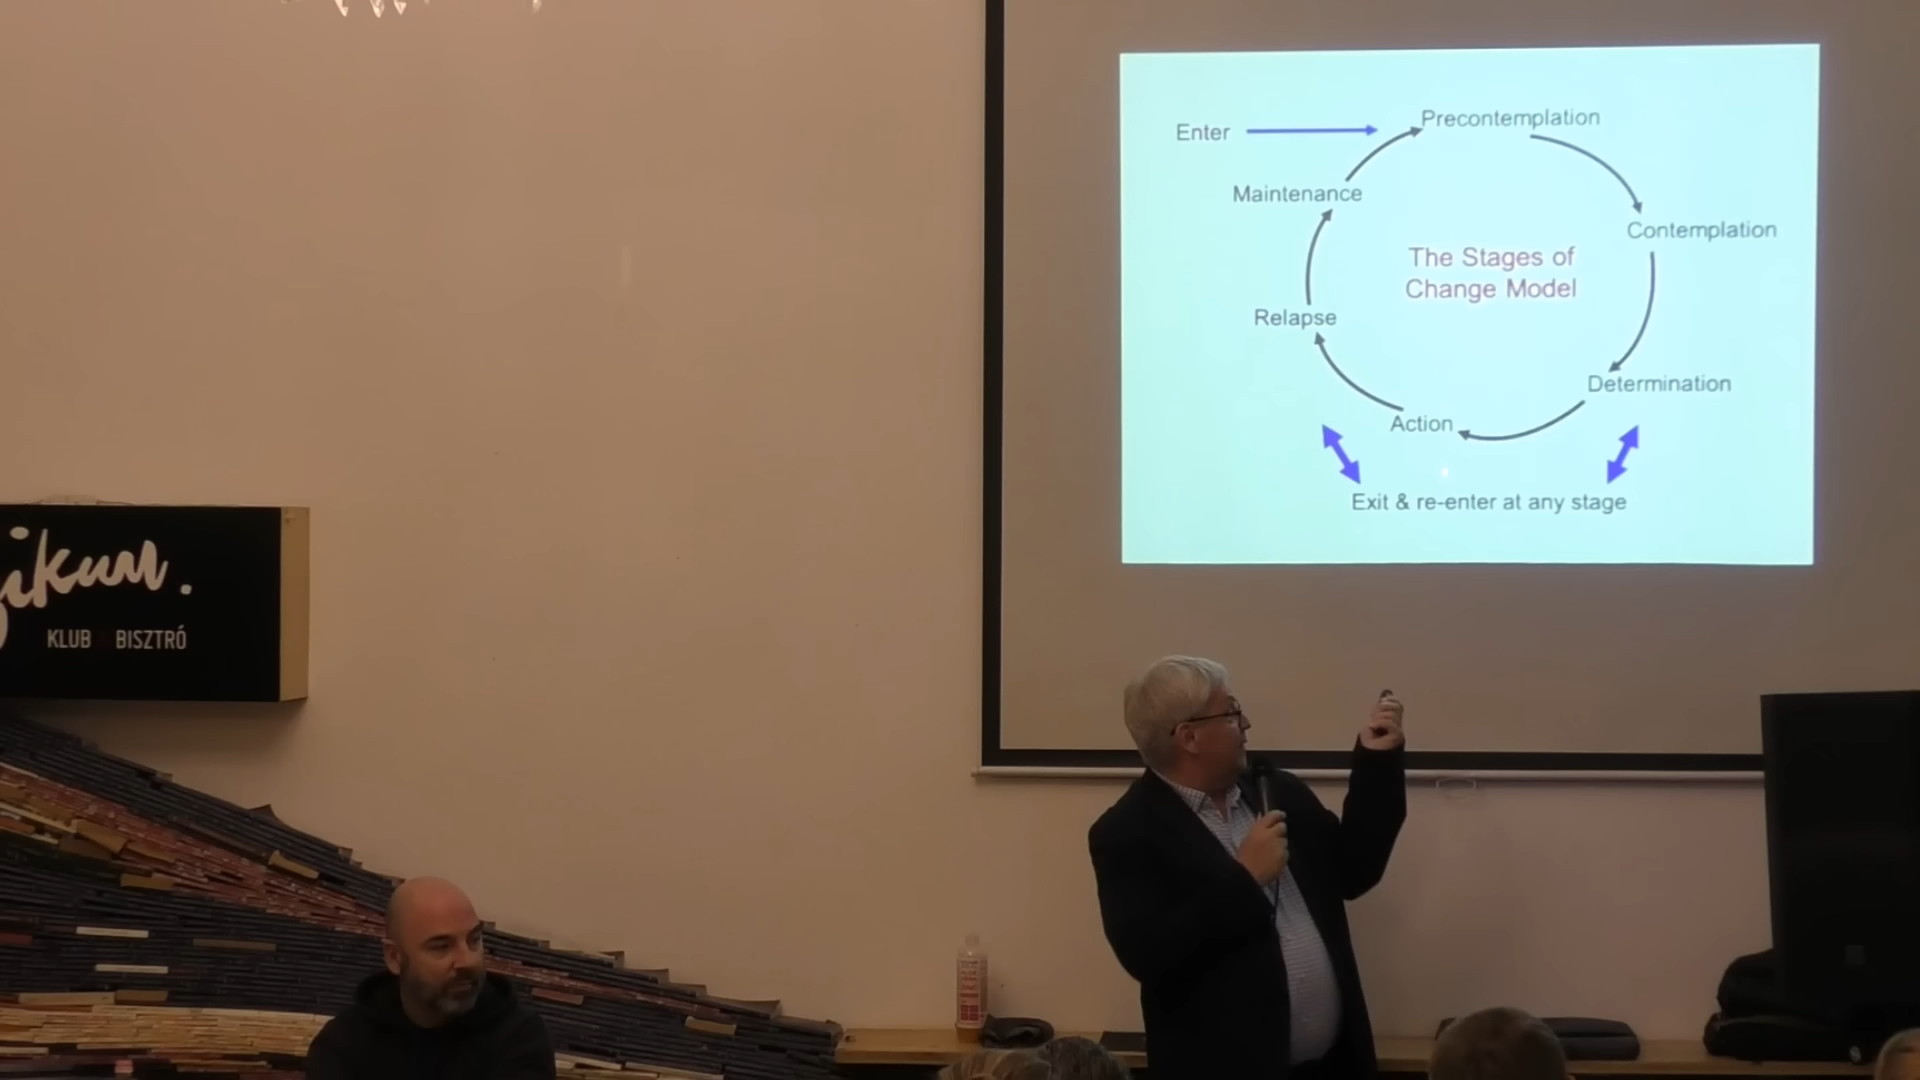 Enter
Precontemplation
Maintenance
Contemplation
The Stages of
Change Model
Relapse
Determination
Action
Exit & re-enter at any stage
ikum.
KLUB & BISZTRÓ